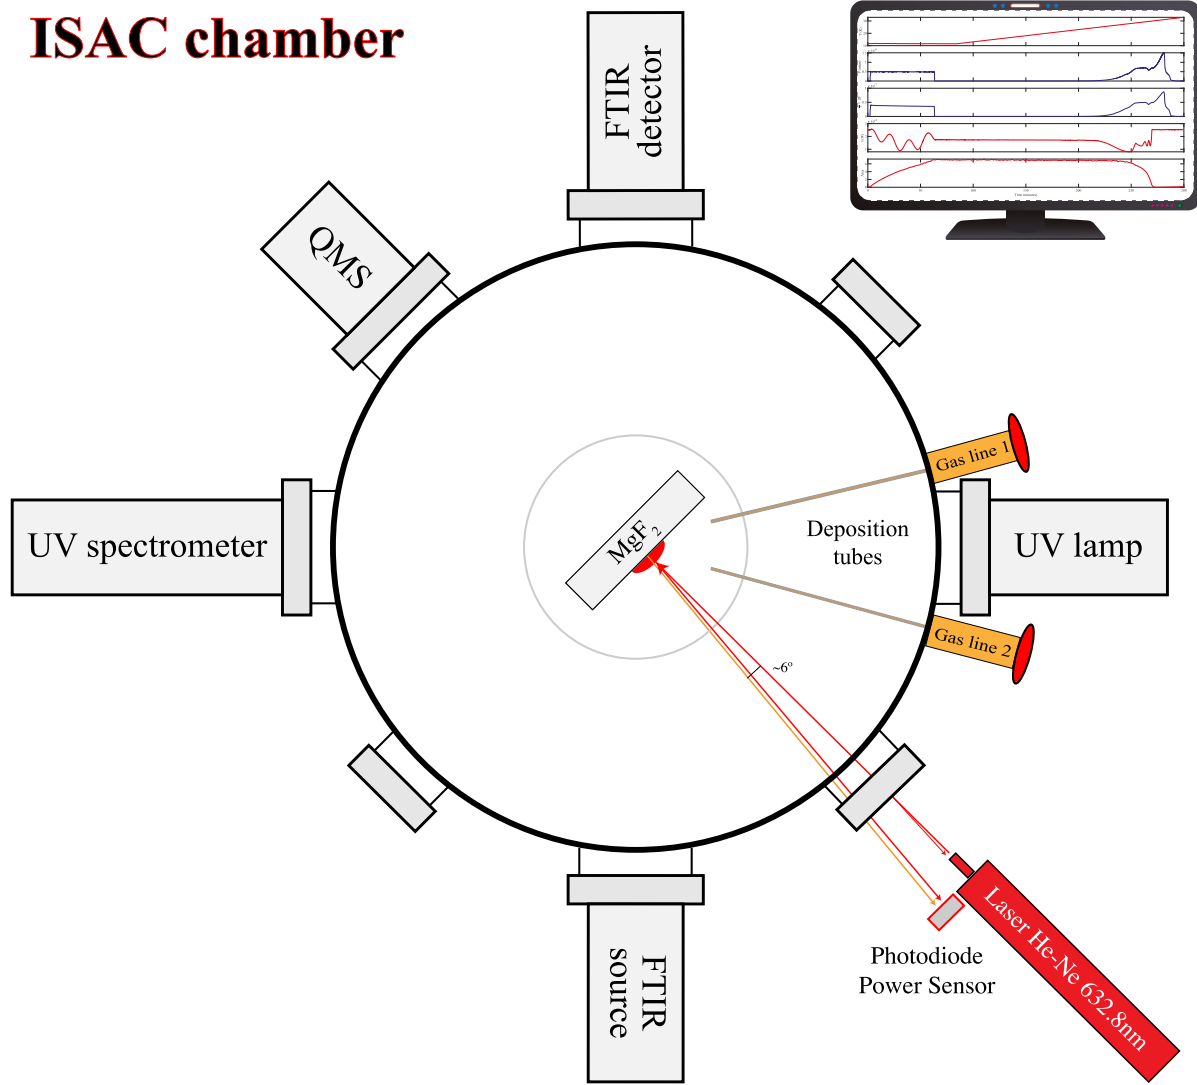 ISAC chamber
FTIR
detector
QMS
Gas line 1
UV spectrometer
MgF2
Deposition
tubes
UV lamp
Gas line 2
~6º
Laser He-Ne 632.8nm
Photodiode
Power Sensor
FTIR
source